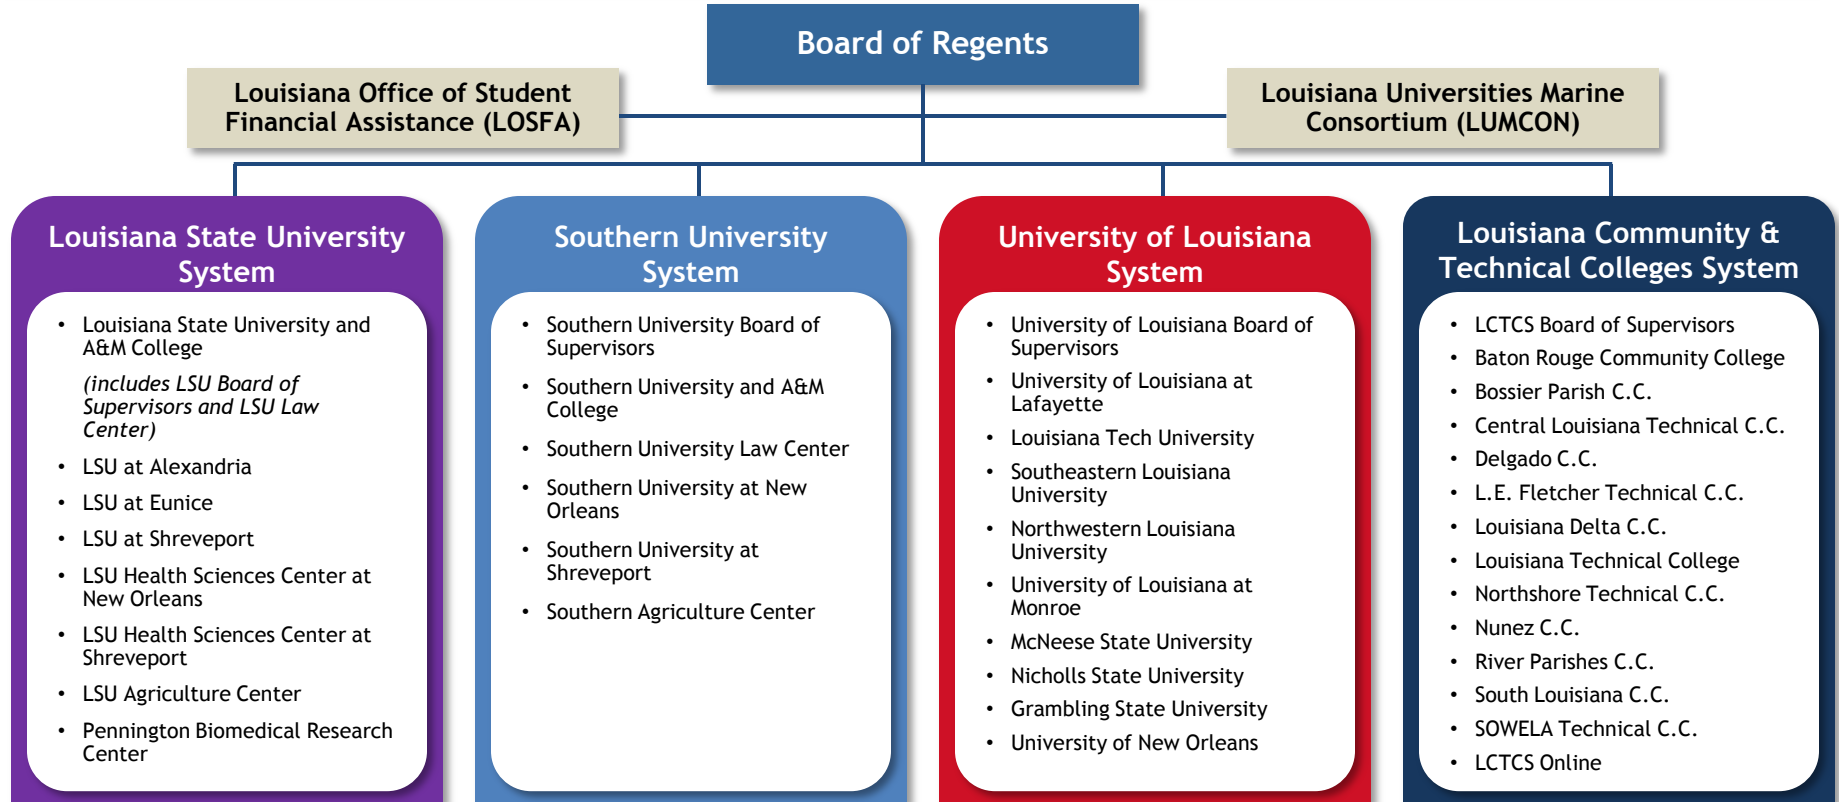 Board of Regents
Louisiana Office of Student
Financial Assistance (LOSFA)
Louisiana Universities Marine
Consortium (LUMCON)
Louisiana State University
System
• Louisiana State University and
A&M College
(includes LSU Board of
Supervisors and LSU Law
Center)
• LSU at Alexandria
• LSU at Eunice
• LSU at Shreveport
• LSU Health Sciences Center at
New Orleans
• LSU Health Sciences Center at
Shreveport
• LSU Agriculture Center
• Pennington Biomedical Research
Center
Southern University
System
• Southern University Board of
Supervisors
• Southern University and A&M
College
• Southern University Law Center
• Southern University at New
Orleans
• Southern University at
Shreveport
• Southern Agriculture Center
University of Louisiana
System
• University of Louisiana Board of
Supervisors
• University of Louisiana at
Lafayette
• Louisiana Tech University
• Southeastern Louisiana
University
• Northwestern Louisiana
University
• University of Louisiana at
Monroe
• McNeese State University
• Nicholls State University
• Grambling State University
• University of New Orleans
Louisiana Community &
Technical Colleges System
• LCTCS Board of Supervisors
• Baton Rouge Community College
• Bossier Parish C.C.
• Central Louisiana Technical C.C.
• Delgado C.C.
• L.E. Fletcher Technical C.C.
• Louisiana Delta C.C.
• Louisiana Technical College
• Northshore Technical C.C.
• Nunez C.C.
• River Parishes C.C.
• South Louisiana C.C.
• SOWELA Technical C.C.
• LCTCS Online